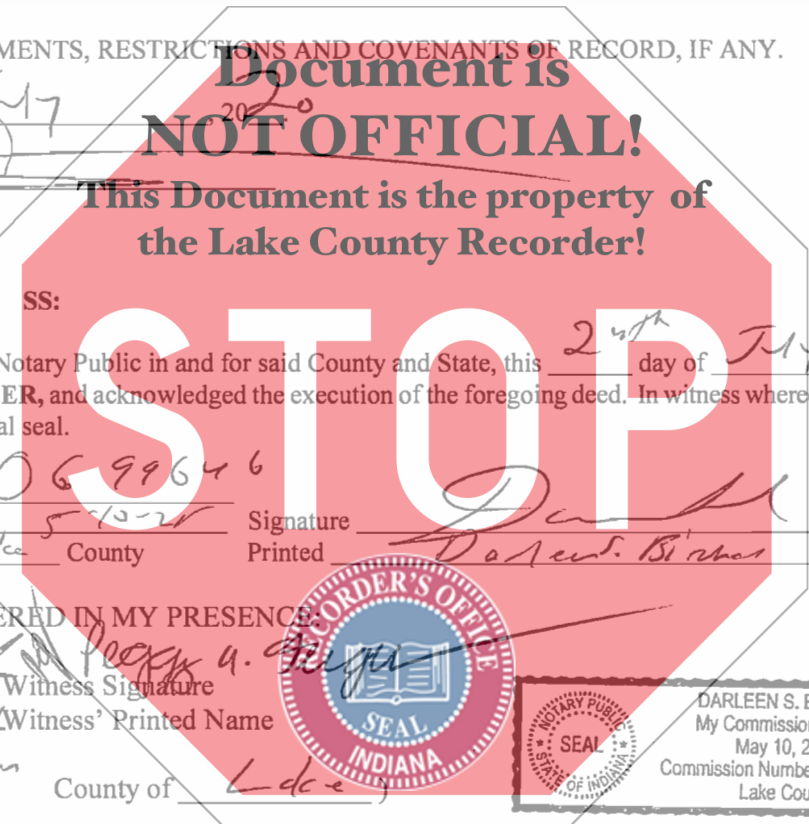 MENTS, RESTRICTIONS AND COVENANTS OF RECORD, IF ANY.
Document is
2020
NOT OFFICIAL!
This Document is the property of
the Lake County Recorder!
SS:
STOP
Notary Public in and for said County and State, this day of
ER, and acknowledged the execution of the foregoing deed. In witness where
al seal.
Signature
County Printed
ERED IN MY PRESENCE:
Peggy A.
Witness Signature
(Witness' Printed Name
County of Lake
RECORDER'S OFFICE
SEAL
INDIANA
NOTARY PUBLIC
SEAL
STATE OF INDIANA
DARLEEN S. B
My Commission
May 10, 2
Commission Numbe
Lake Cou